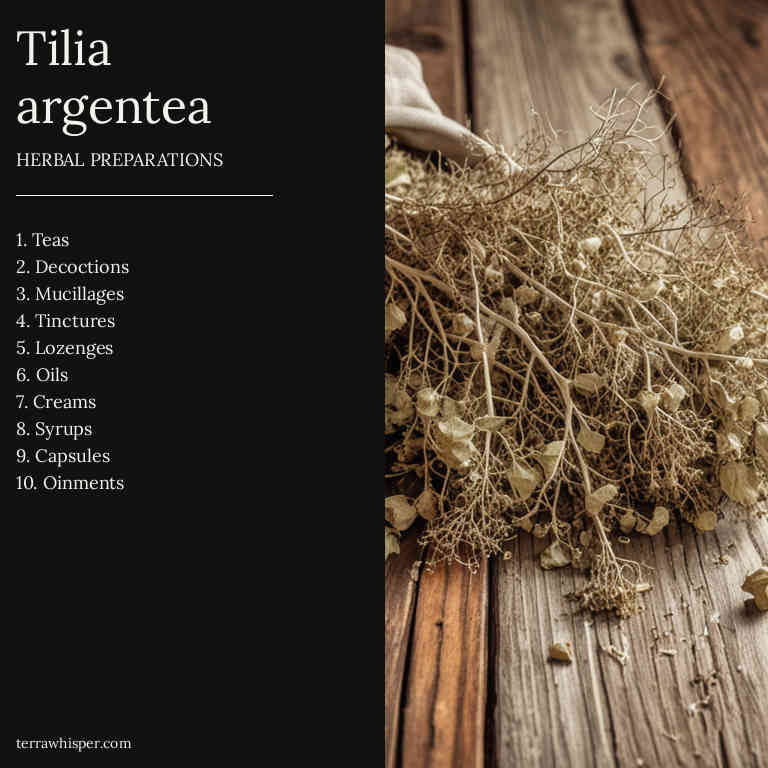 Tilia
argentea
HERBAL PREPARATIONS
1. Teas
2. Decoctions
3. Mucillages
4. Tinctures
5. Lozenges
6. Oils
7. Creams
8. Syrups
9. Capsules
10. Oinments
terrawhisper.com